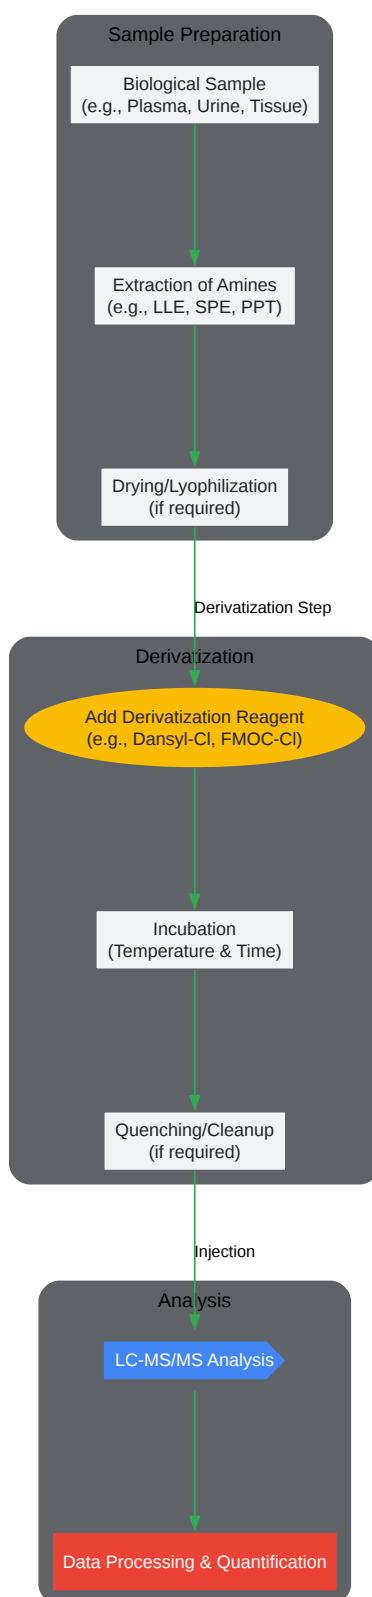 Sample Preparation
Biological Sample
(e.g., Plasma, Urine, Tissue)
Extraction of Amines
(e.g., LLE, SPE, PPT)
Drying/Lyophilization
(if required)
Derivatization Step
Derivatization
Add Derivatization Reagent
(e.g., Dansyl-Cl, FMOC-Cl)
Incubation
(Temperature & Time)
Quenching/Cleanup
(if required)
Injection
Analysis
LC-MS/MS Analysis
Data Processing & Quantification